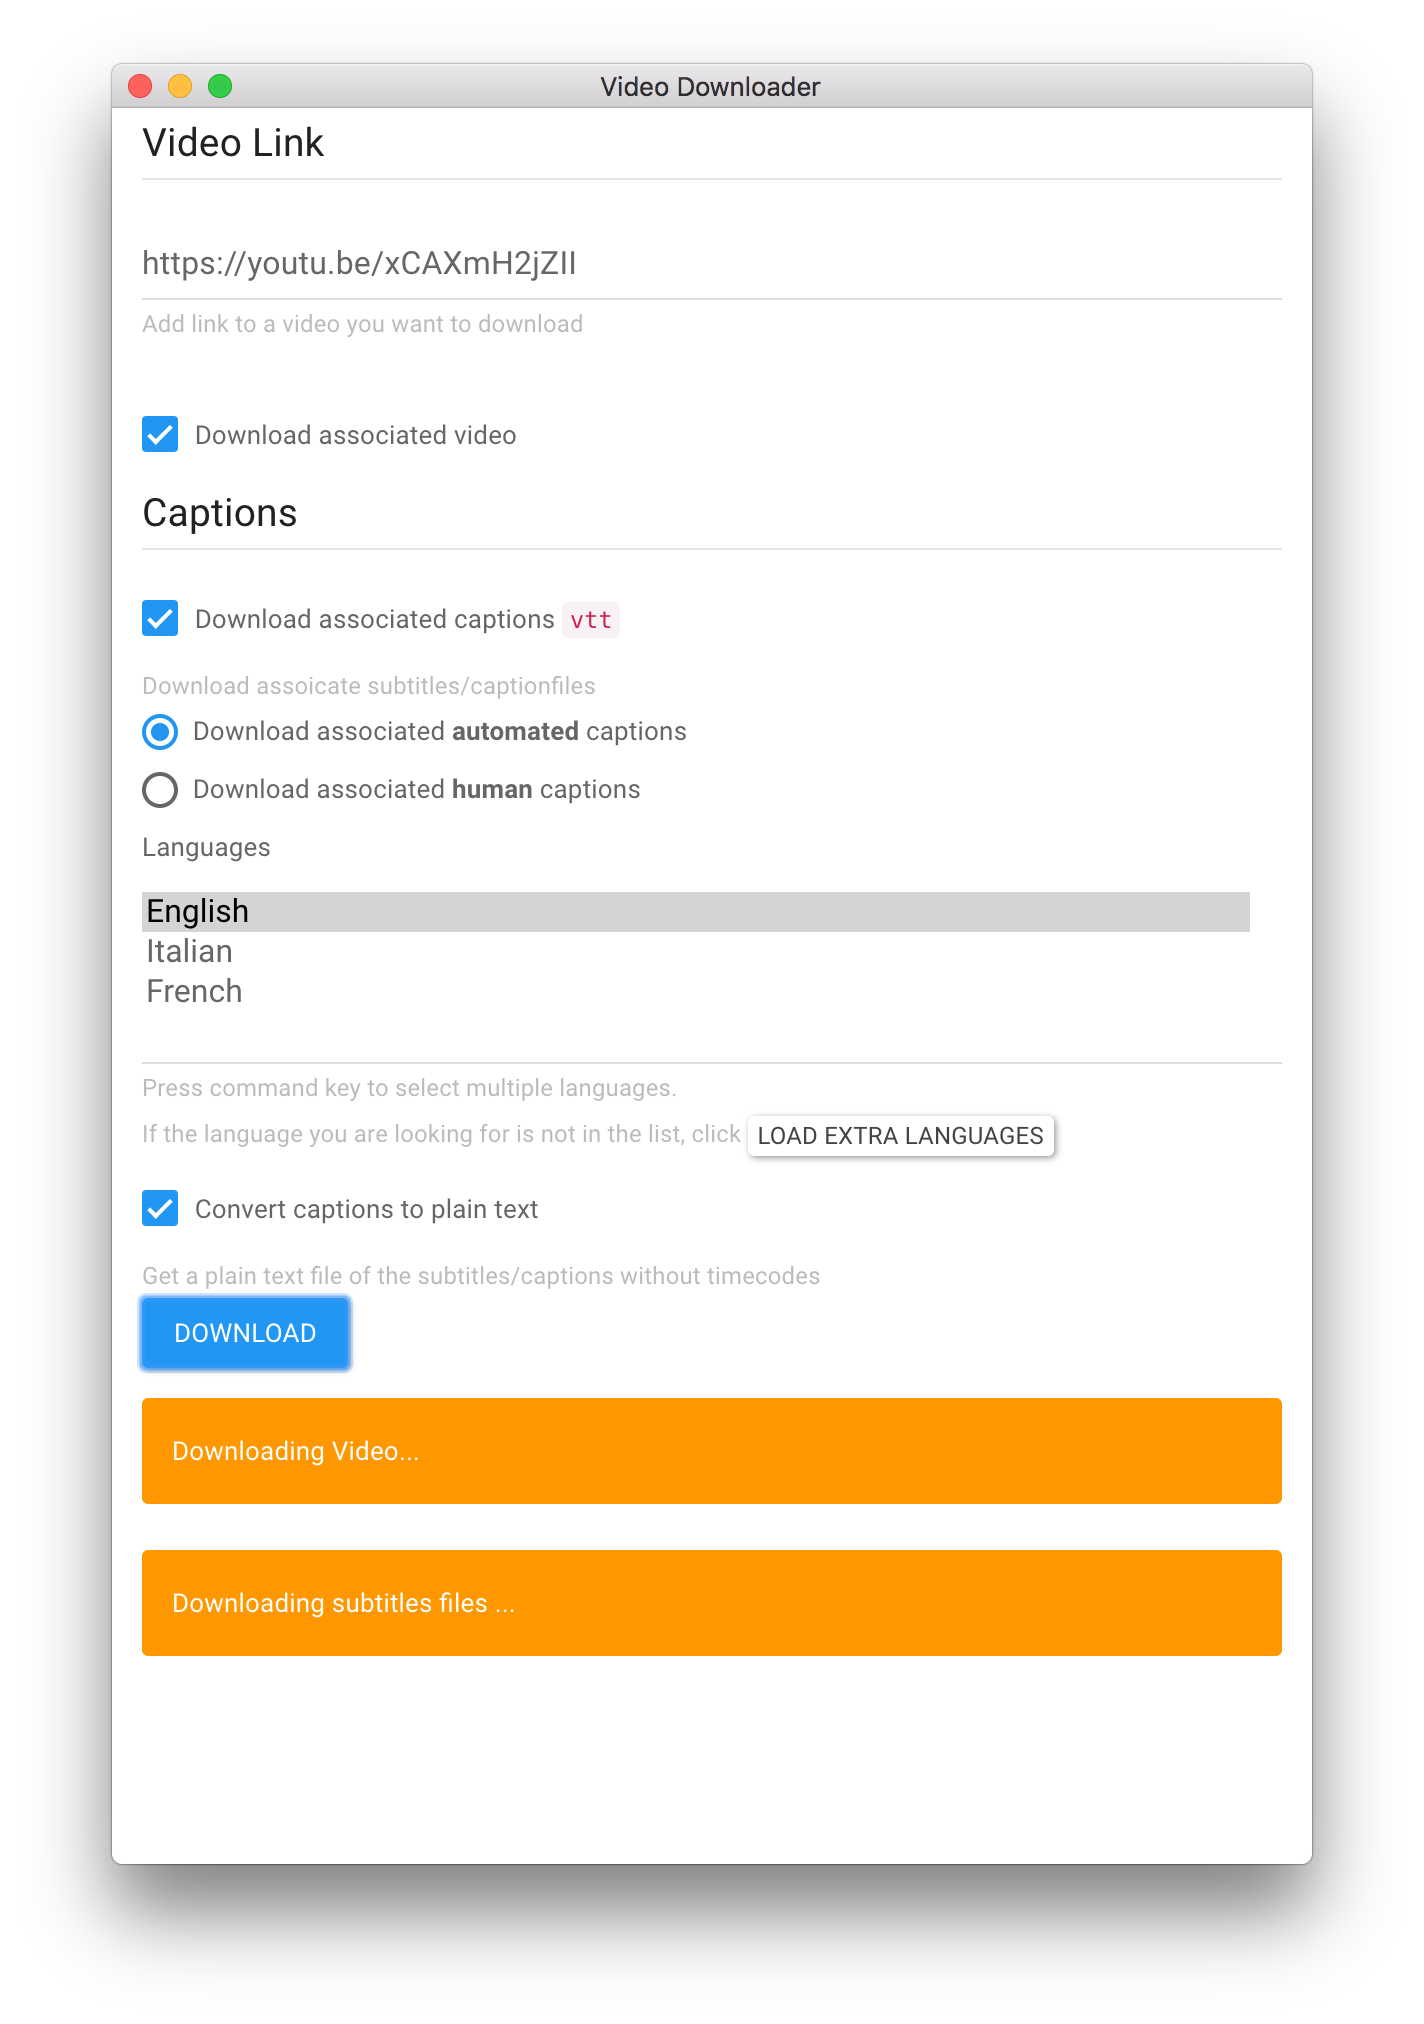 Video Downloader
Video Link
https://youtu.be/xCAXmH2jZII
Add link to a video you want to download
Download associated video
Captions
Download associated captions vtt
Download assoicate subtitles/captionfiles
Download associated automated captions
Download associated human captions
Languages
English
Italian
French
Press command key to select multiple languages.
If the language you are looking for is not in the list, click LOAD EXTRA LANGUAGES
Convert captions to plain text
Get a plain text file of the subtitles/captions without timecodes
DOWNLOAD
Downloading Video...
Downloading subtitles files ...